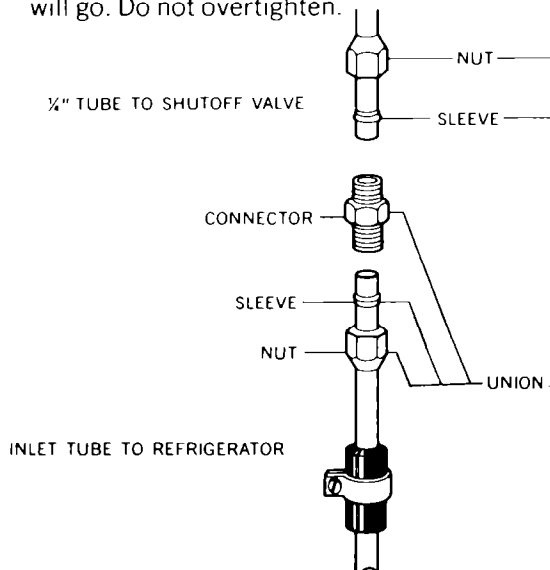 will go. Do not overtighten.
NUT
¼" TUBE TO SHUTOFF VALVE
SLEEVE
CONNECTOR
SLEEVE
NUT
UNION
INLET TUBE TO REFRIGERATOR